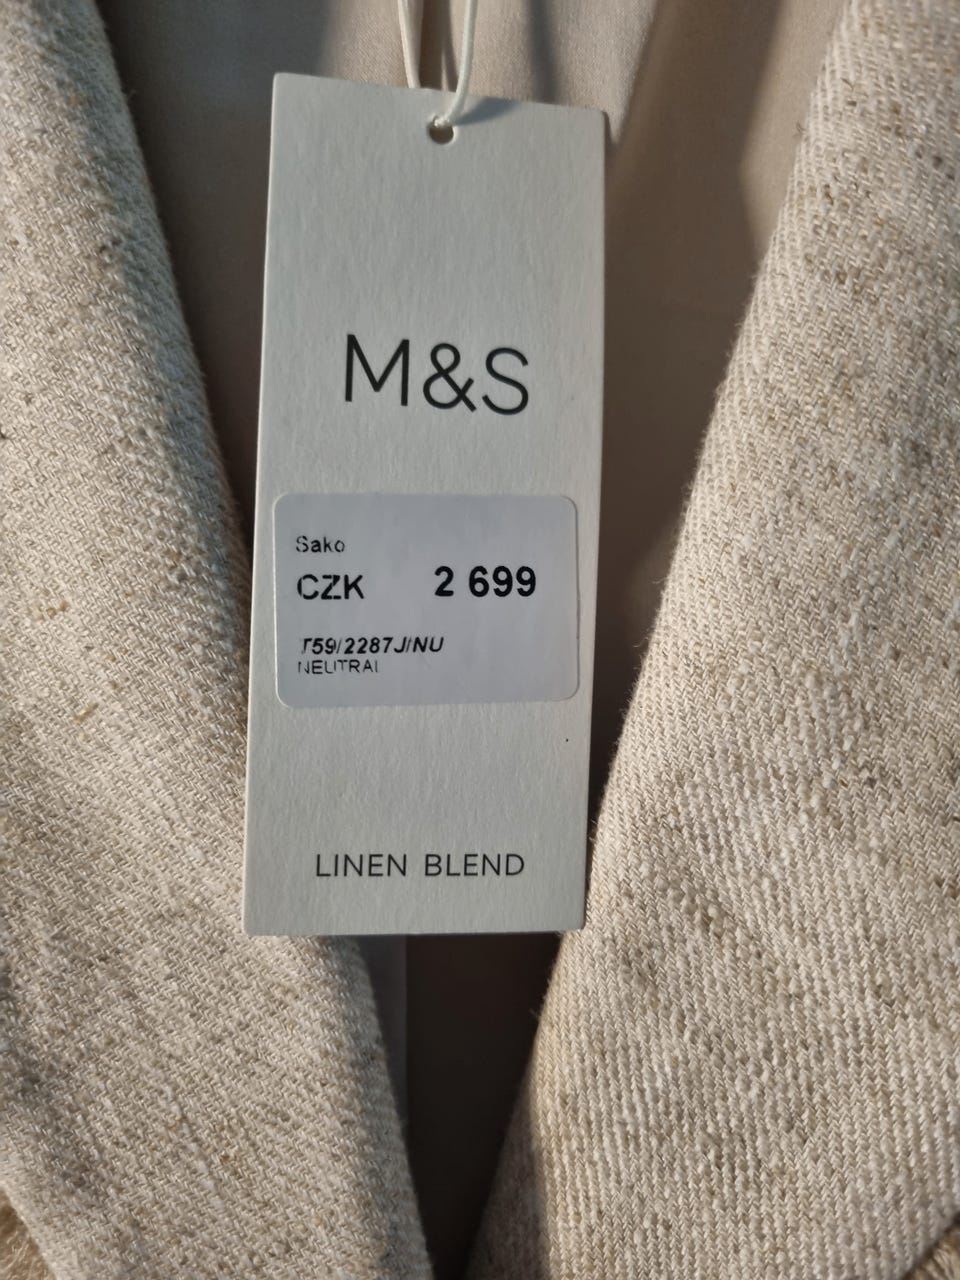 M&S
Sako
CZK 2 699
T59/2287J/NU
NEUTRAL
LINEN BLEND